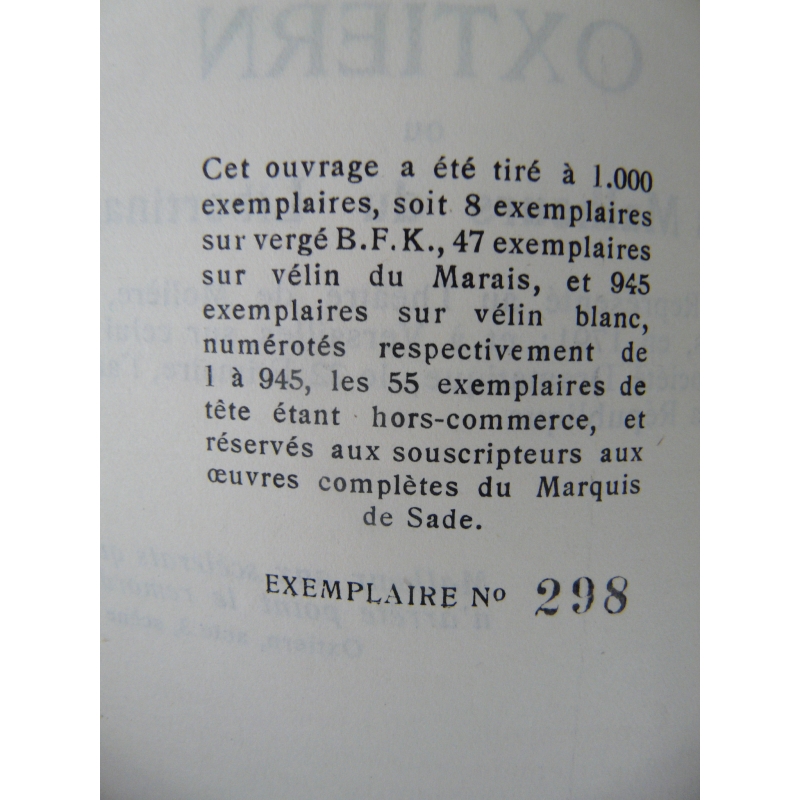 OXTIERN
ou
Cet ouvrage a été tiré à 1.000
exemplaires, soit 8 exemplaires
sur vergé B.F.K., 47 exemplaires
sur vélin du Marais, et 945
exemplaires sur vélin blanc,
numérotés respectivement de
1 à 945, les 55 exemplaires de
tête étant hors-commerce, et
réservés aux souscripteurs aux
œuvres complètes du Marquis
de Sade.
EXEMPLAIRE Nº 298